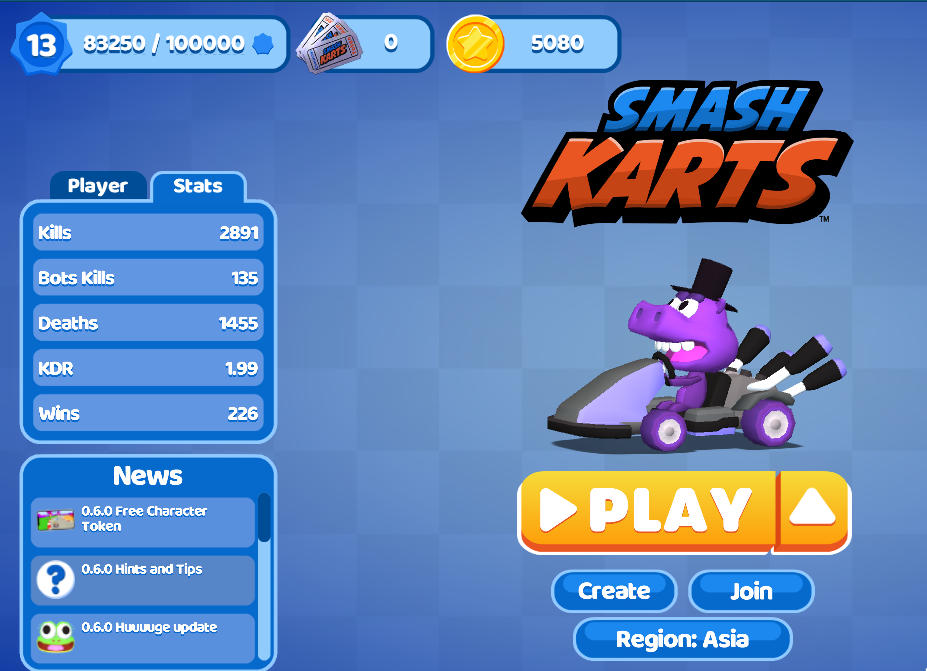 13
83250 / 100000
0
5080
SMASH
KARTS
™
Player
Stats
Kills 2891
Bots Kills 135
Deaths 1455
KDR 1.99
Wins 226
News
0.6.0 Free Character
Token
0.6.0 Hints and Tips
0.6.0 Huuuuge update
PLAY
Create
Join
Region: Asia